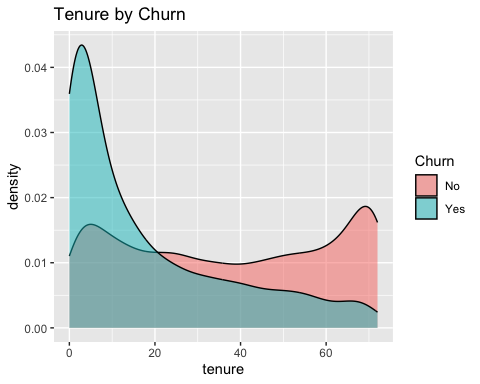 Tenure by Churn
density
0.04
0.03
0.02
0.01
0.00
0
20
40
60
tenure
Churn
No
Yes